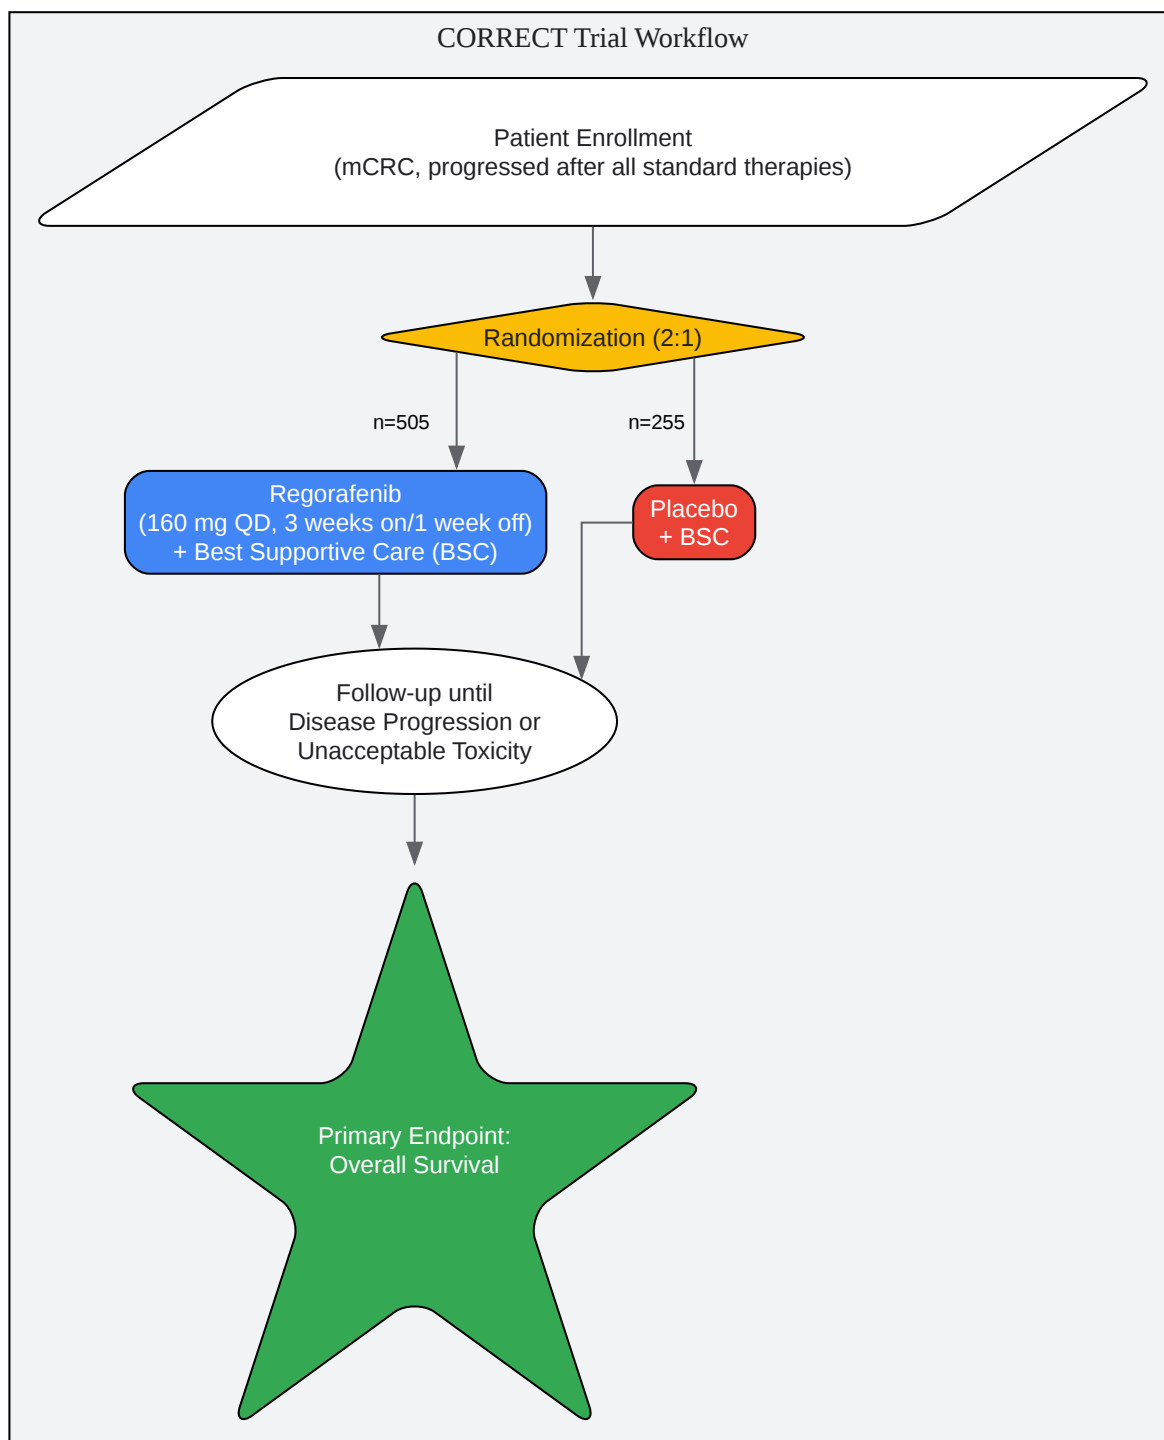 CORRECT Trial Workflow
Patient Enrollment
(mCRC, progressed after all standard therapies)
Randomization (2:1)
n=505
n=255
Regorafenib
(160 mg QD, 3 weeks on/1 week off)
+ Best Supportive Care (BSC)
Placebo
+ BSC
Follow-up until
Disease Progression or
Unacceptable Toxicity
Primary Endpoint:
Overall Survival